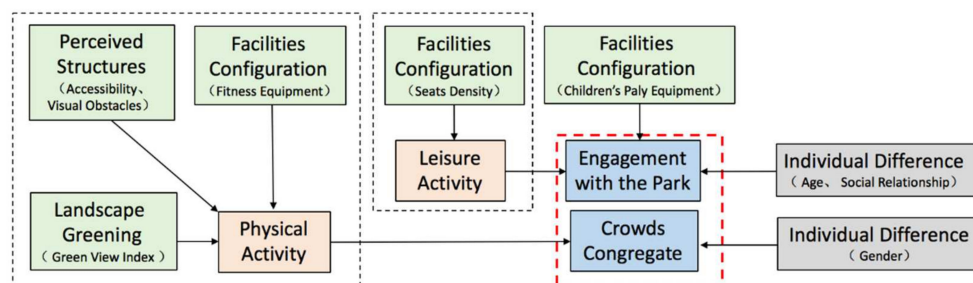 Perceived
Structures
（Accessibility、
Visual Obstacles）
Facilities
Configuration
（Fitness Equipment）
Facilities
Configuration
（Seats Density）
Facilities
Configuration
（Children’s Paly Equipment）
Leisure
Activity
Engagement
with the Park
Individual Difference
（ Age、 Social Relationship）
Landscape
Greening
（ Green View Index）
Physical
Activity
Crowds
Congregate
Individual Difference
（ Gender）